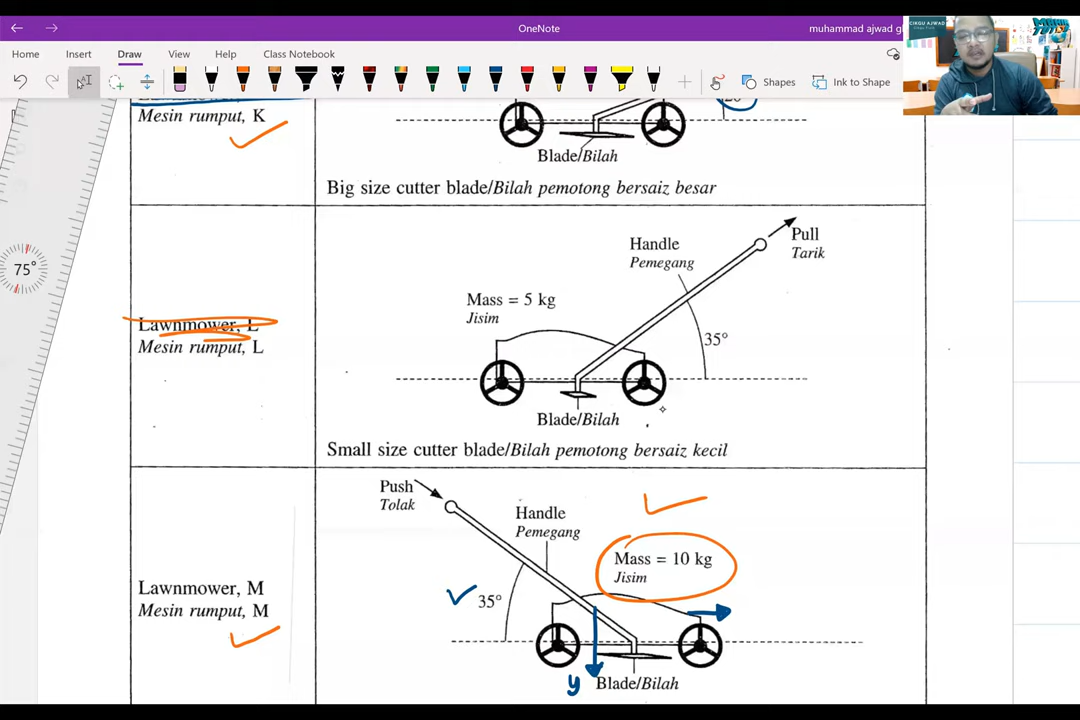 OneNote
muhammad ajwad g
CIKGU AJWAD
Home Insert Draw View Help Class Notebook
Shapes
Ink to Shape
Mesin rumput, K
Blade/Bilah
Big size cutter blade/Bilah pemotong bersaiz besar
Lawnmower, L
Mesin rumput, L
Mass = 5 kg
Jisim
Handle
Pemegang
Pull
Tarik
35°
75°
Blade/Bilah
Small size cutter blade/Bilah pemotong bersaiz kecil
Lawnmower, M
Mesin rumput, M
Push
Tolak
Handle
Pemegang
Mass = 10 kg
Jisim
35°
y
Blade/Bilah